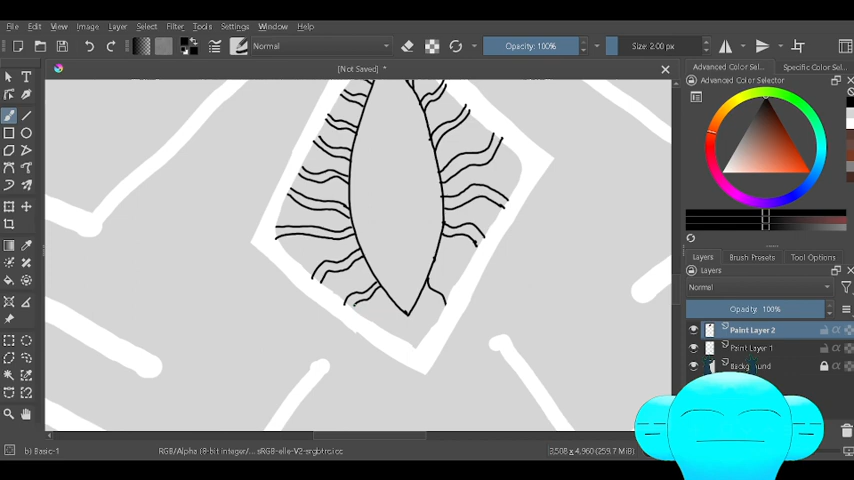 File Edit View Image Layer Select Filter Tools Settings Window Help
Normal Opacity: 100% Size: 2.00 px
[Not Saved] *
Advanced Color Sel... Specific Color Sel...
Advanced Color Selector
Layers Brush Presets Tool Options
Layers
Normal
Opacity: 100%
Paint Layer 2
Paint Layer 1
Background
b) Basic-1 RGB/Alpha (8-bit integer/... sRGB-elle-V2-srgbtrc.icc 3,508 x 4,960 (259.7 MiB)